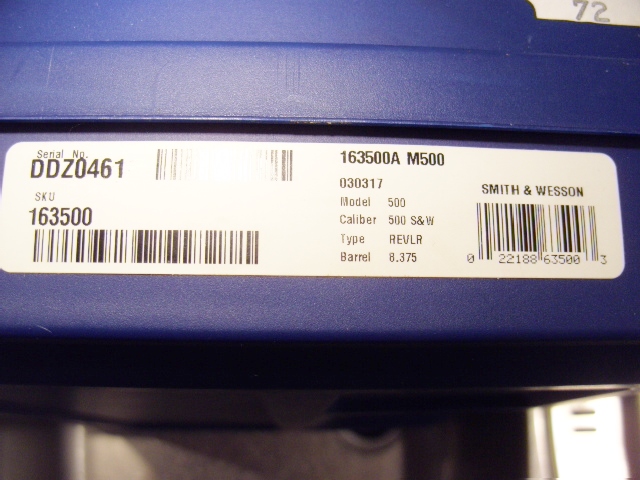 72
Serial No.
DDZ0461
SKU
163500
163500A M500
030317
Model 500
Caliber 500 S&W
Type REVLR
Barrel 8.375
SMITH & WESSON
0 22188 63500 3